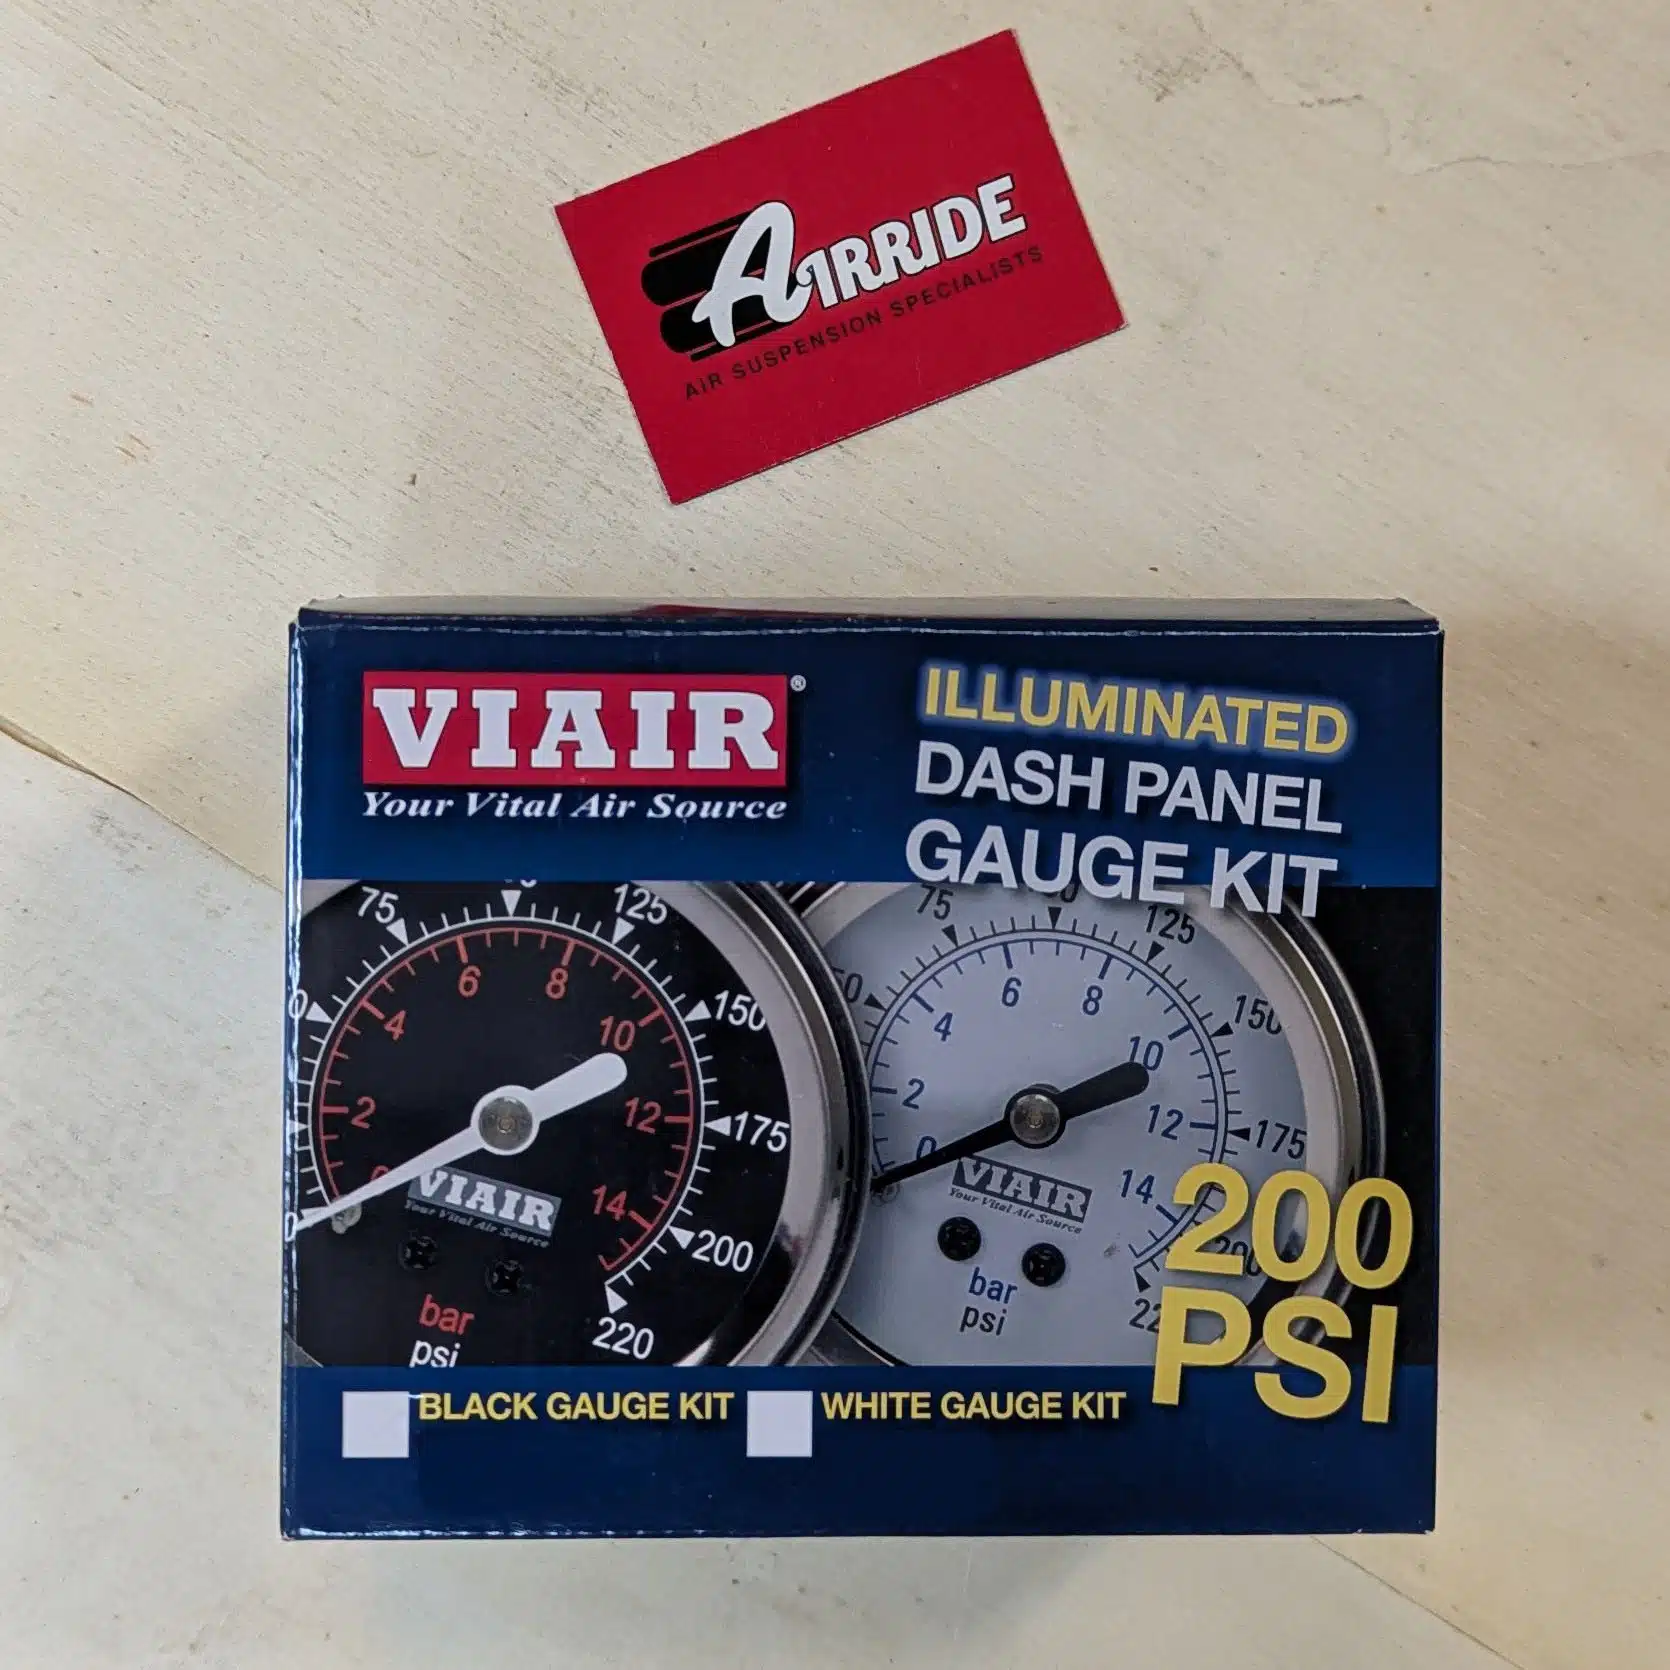 AIRRIDE
AIR SUSPENSION SPECIALISTS
VIAIR®
Your Vital Air Source
ILLUMINATED
DASH PANEL
GAUGE KIT
75
125
150
175
200
220
0
2
4
6
8
10
12
14
VIAIR
Your Vital Air Source
bar
psi
75
125
150
175
200
0
2
4
6
8
10
12
14
VIAIR
Your Vital Air Source
bar
psi
200
PSI
BLACK GAUGE KIT
WHITE GAUGE KIT